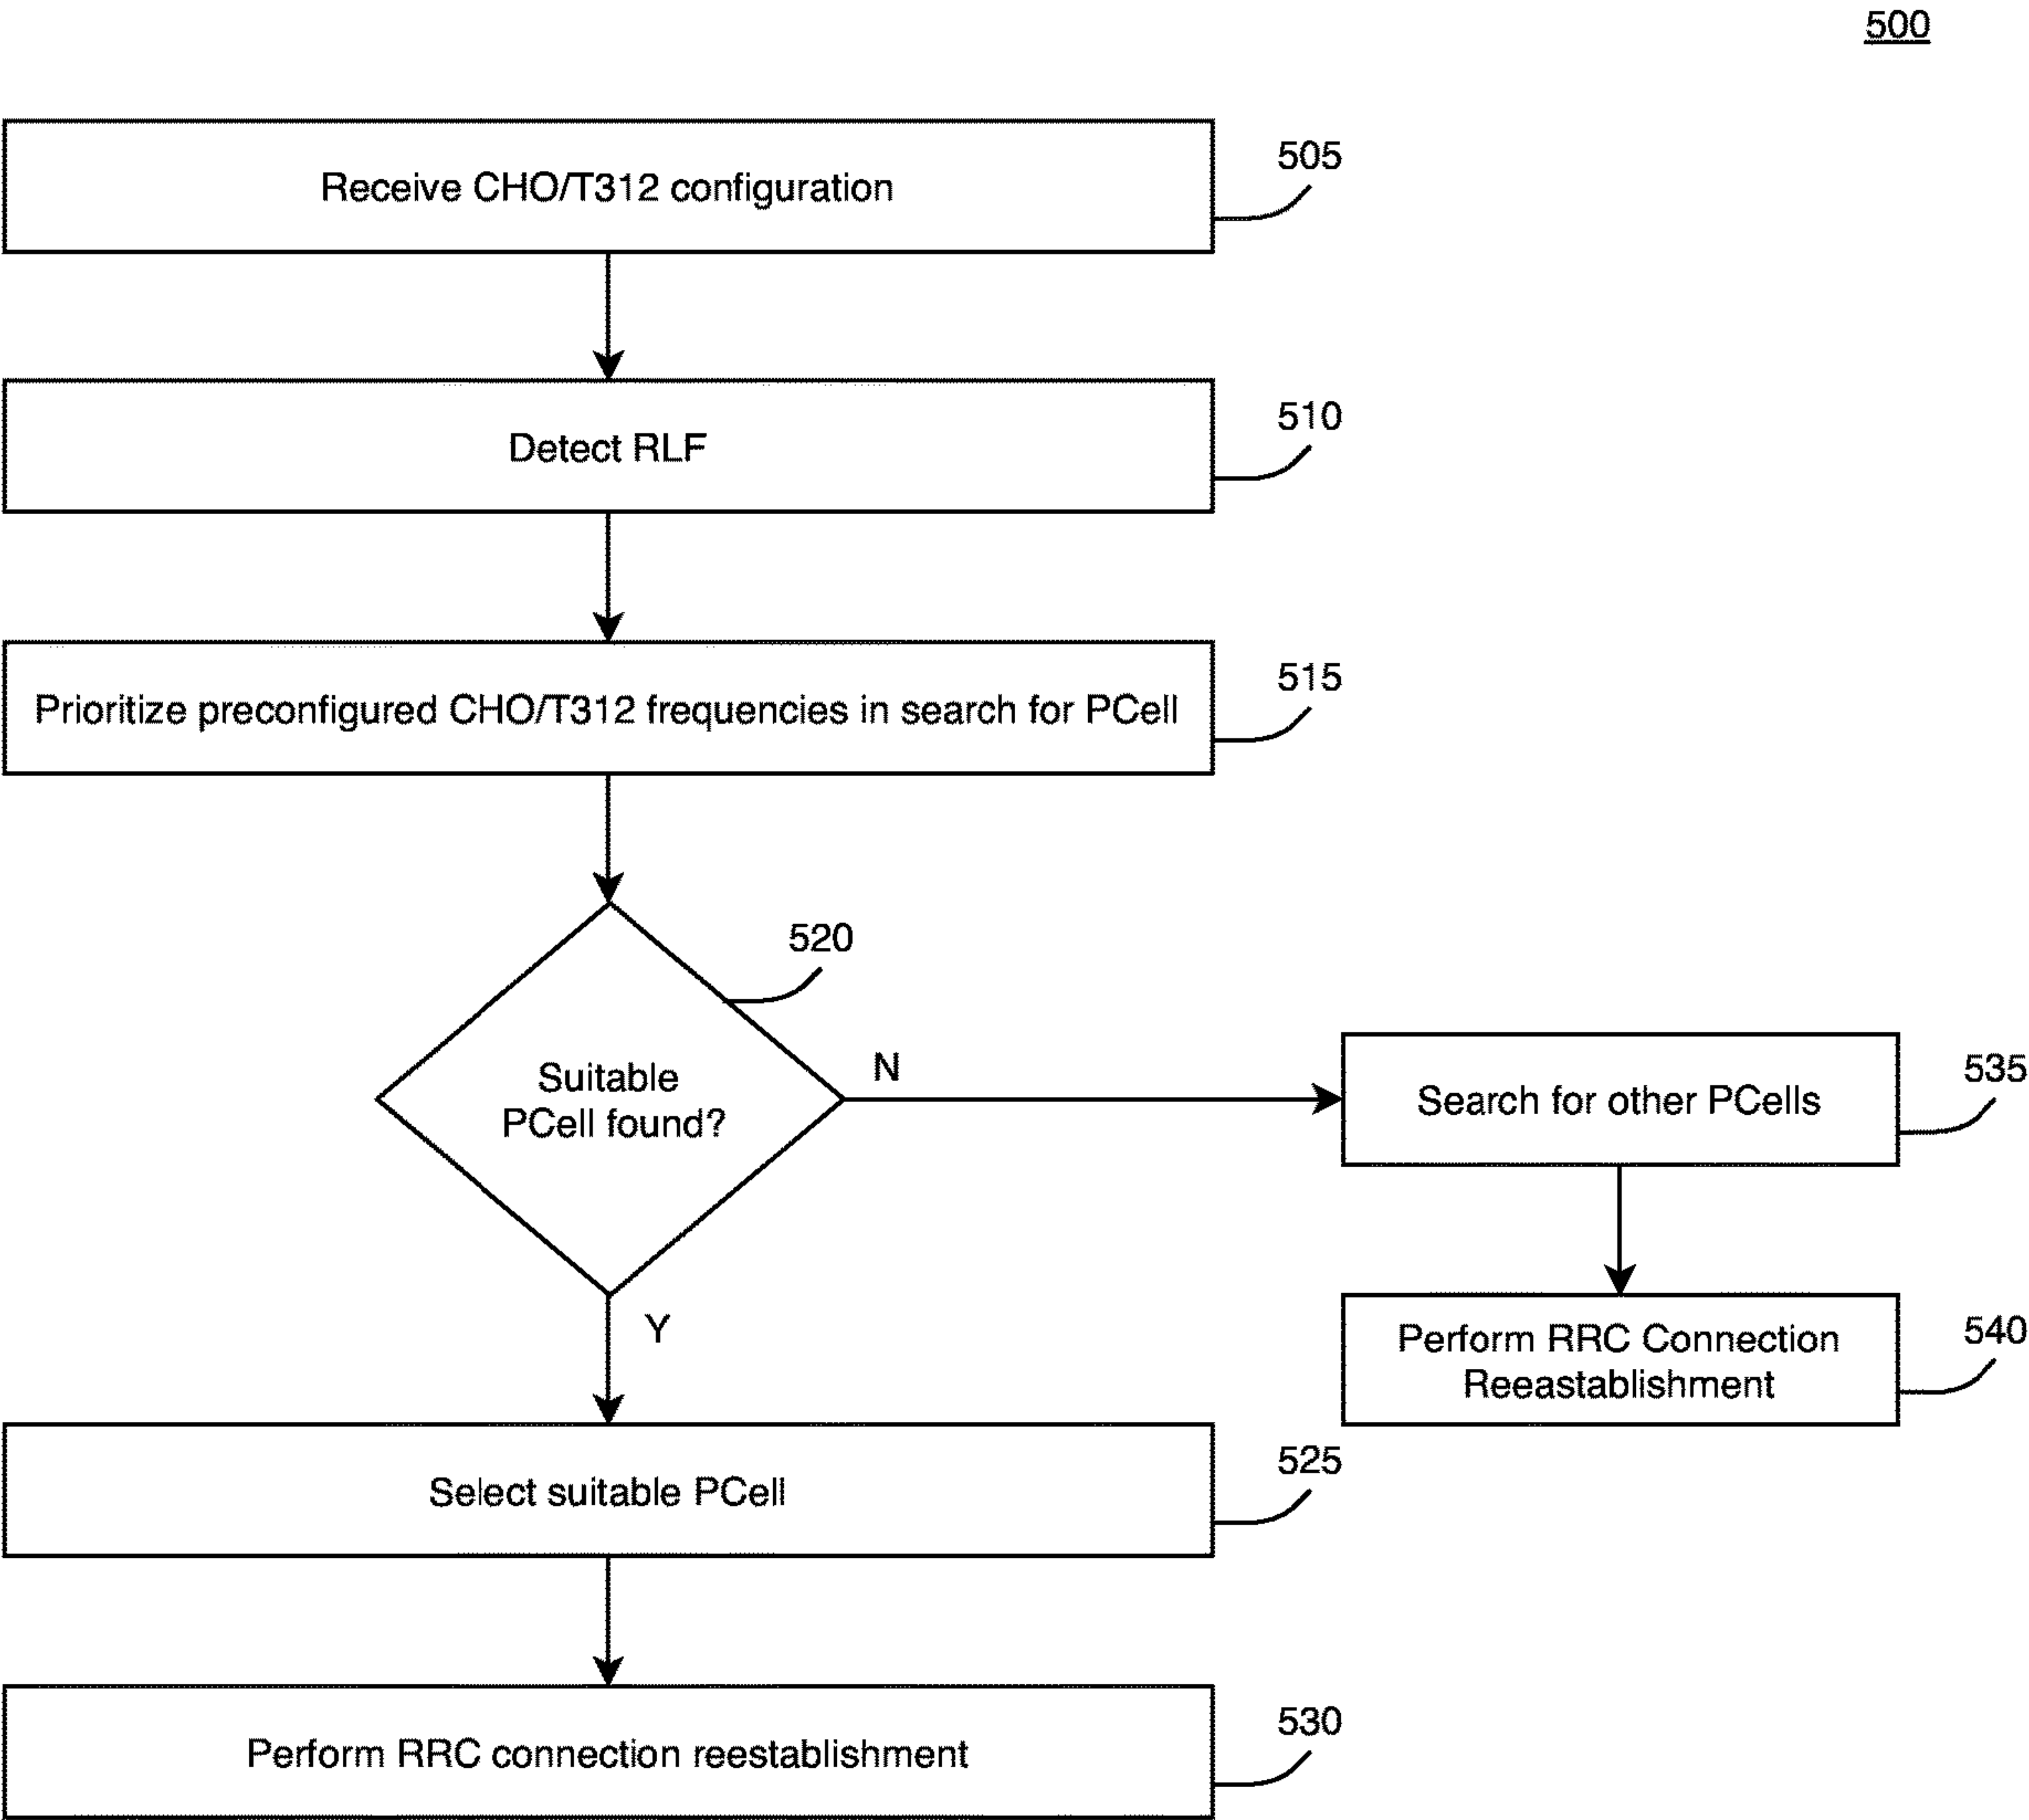 500
Receive CHO/T312 configuration
505
Detect RLF
510
Prioritize preconfigured CHO/T312 frequencies in search for PCell
515
520
Suitable
PCell found?
N
Search for other PCells
535
Y
Perform RRC Connection
Reeastablishment
540
Select suitable PCell
525
Perform RRC connection reestablishment
530